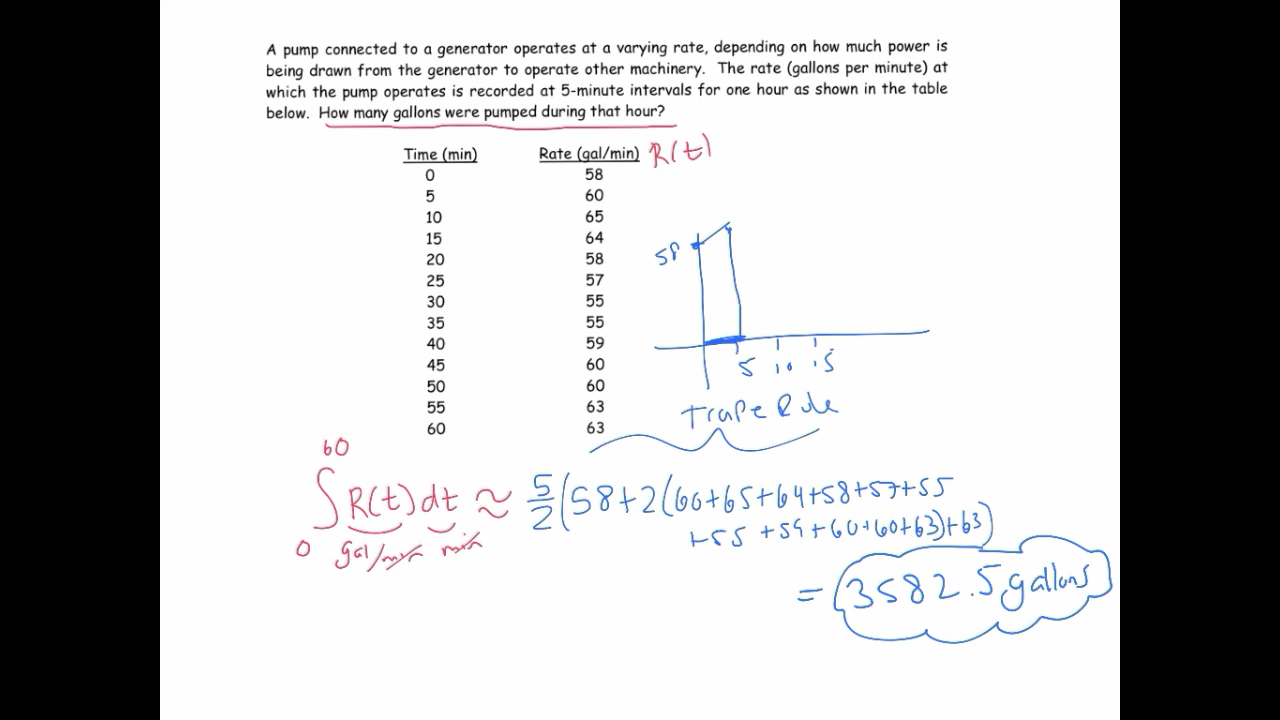 A pump connected to a generator operates at a varying rate, depending on how much power is
being drawn from the generator to operate other machinery. The rate (gallons per minute) at
which the pump operates is recorded at 5-minute intervals for one hour as shown in the table
below. How many gallons were pumped during that hour?
Time (min) Rate (gal/min) R(t)
0 58
5 60
10 65
15 64
20 58
25 57
30 55
35 55
40 59
45 60
50 60
55 63
60 63
58
5 10 15
Trape Rule
60
∫ R(t) dt ≈ 5/2 (58+2(60+65+64+58+57+55
+55 +59+60+60+63)+63)
0 gal/min min
= 3582.5 gallons